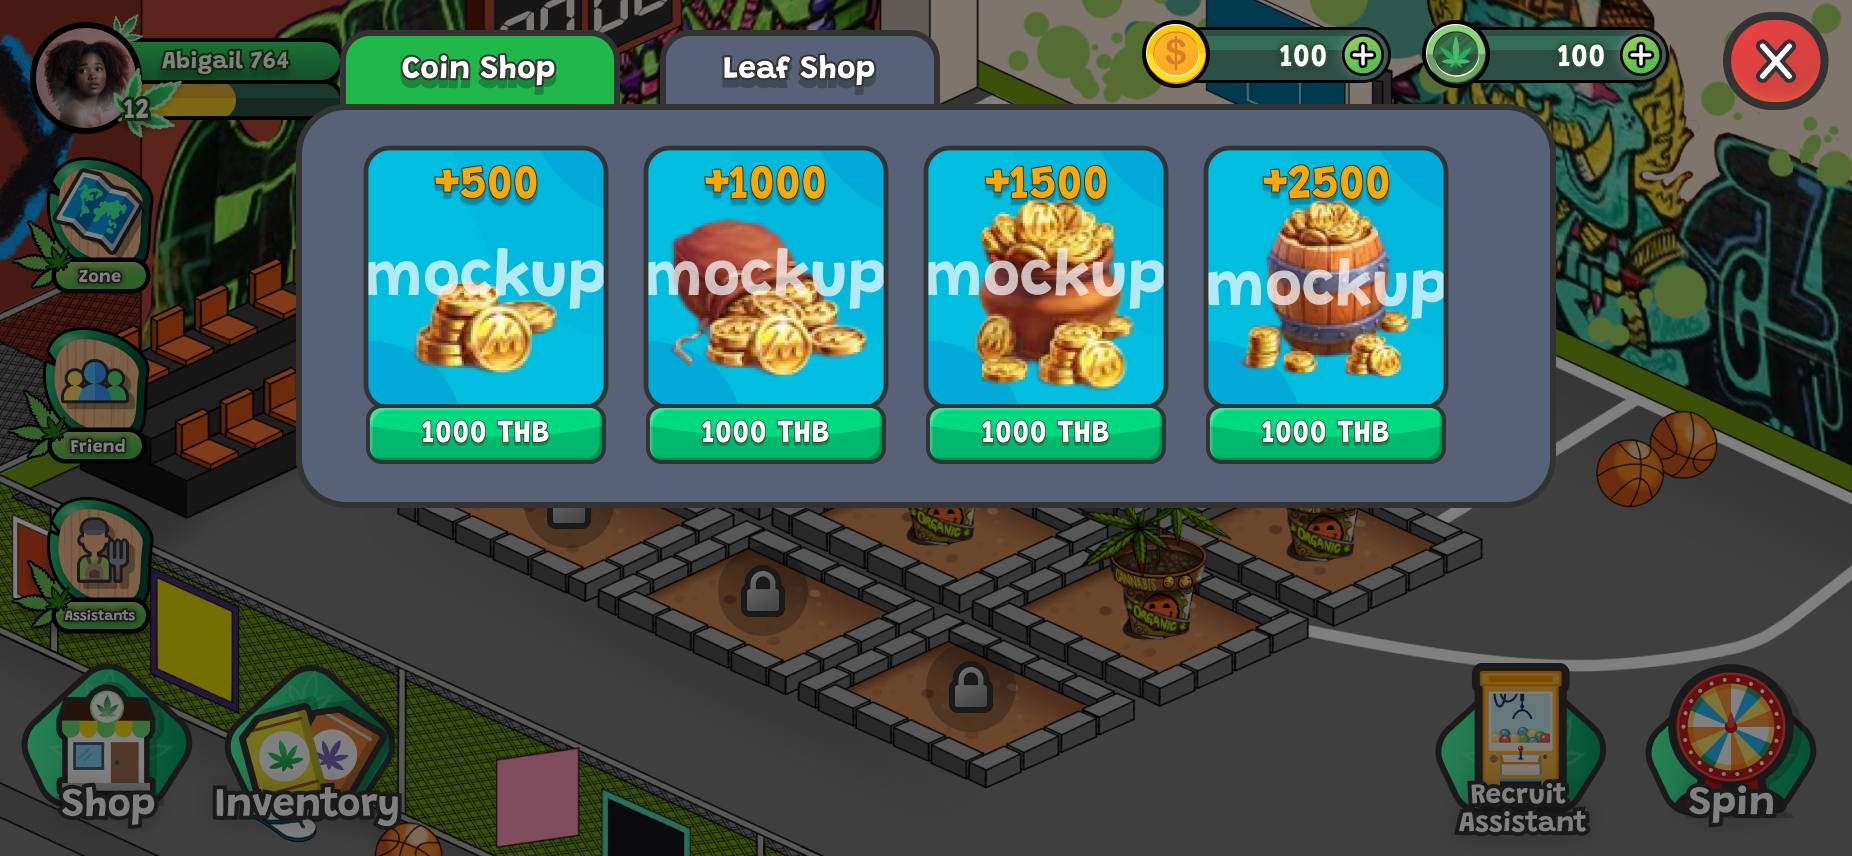 Abigail 764
12
Coin Shop
Leaf Shop
100
100
+500
+1000
+1500
+2500
mockup
mockup
mockup
mockup
1000 THB
1000 THB
1000 THB
1000 THB
Zone
Friend
Assistants
ORGANIC
ORGANIC
CANNABIS
ORGANIC
Shop
Inventory
Recruit
Assistant
Spin